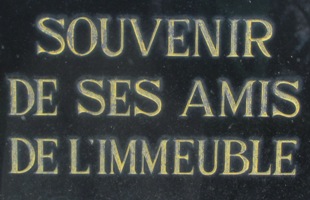 SOUVENIR
DE SES AMIS
DE L'IMMEUBLE